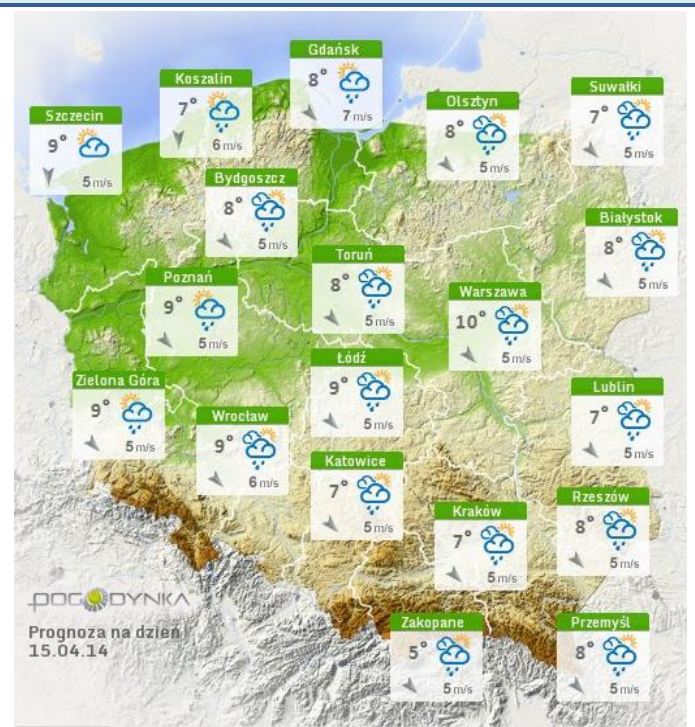 Gdańsk
8°
7 m/s
Koszalin
7°
6 m/s
Suwałki
7°
5 m/s
Olsztyn
8°
5 m/s
Szczecin
9°
5 m/s
Bydgoszcz
8°
5 m/s
Białystok
8°
5 m/s
Toruń
8°
5 m/s
Poznań
9°
5 m/s
Warszawa
10°
5 m/s
Łódź
9°
5 m/s
Zielona Góra
9°
5 m/s
Lublin
7°
5 m/s
Wrocław
9°
6 m/s
Katowice
7°
5 m/s
Rzeszów
8°
5 m/s
Kraków
7°
5 m/s
POGODYNKA
Prognoza na dzień
15.04.14
Zakopane
5°
5 m/s
Przemyśl
8°
5 m/s